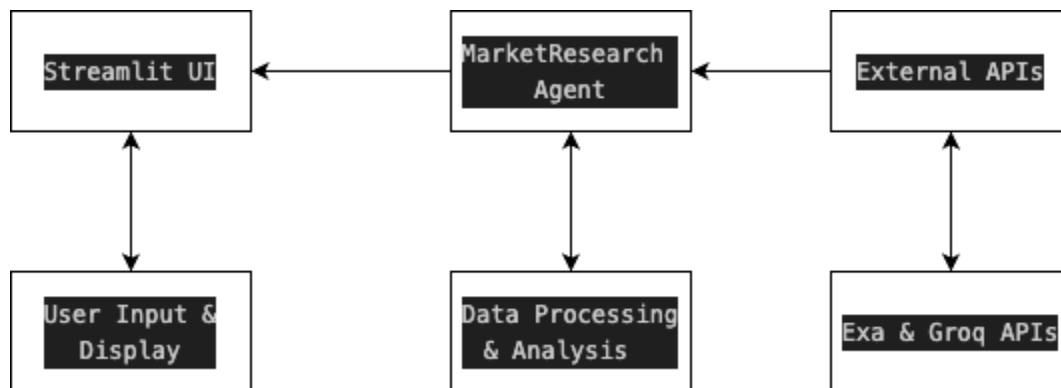 Streamlit UI
MarketResearch
Agent
External APIs
User Input &
Display
Data Processing
& Analysis
Exa & Groq APIs